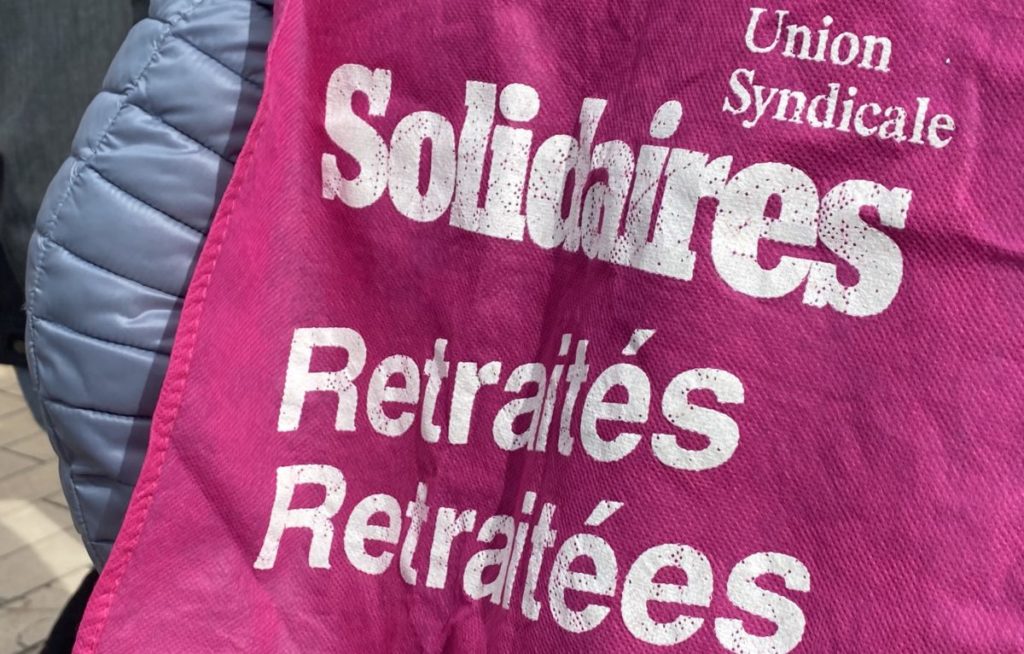 Union
Syndicale
Solidaires
Retraités
Retraitées